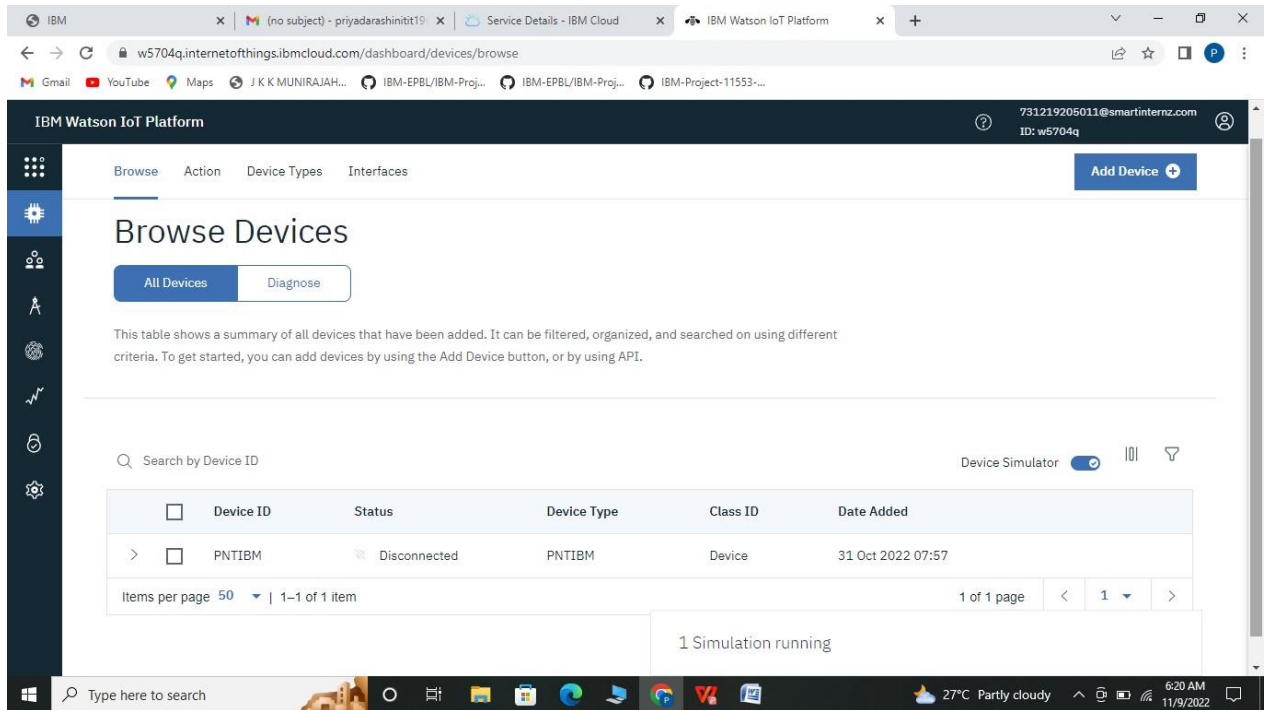 IBM
(no subject) - priyadarashinitit19
Service Details - IBM Cloud
IBM Watson IoT Platform
w5704q.internetofthings.ibmcloud.com/dashboard/devices/browse
P
Gmail YouTube Maps J K K MUNIRAJAH... IBM-EPBL/IBM-Proj... IBM-EPBL/IBM-Proj... IBM-Project-11553-...
IBM Watson IoT Platform
731219205011@smartinternz.com
ID: w5704q
Browse Action Device Types Interfaces
Add Device
Browse Devices
All Devices Diagnose
This table shows a summary of all devices that have been added. It can be filtered, organized, and searched on using different
criteria. To get started, you can add devices by using the Add Device button, or by using API.
Search by Device ID
Device Simulator
Device ID Status Device Type Class ID Date Added
PNTIBM Disconnected PNTIBM Device 31 Oct 2022 07:57
Items per page 50 | 1–1 of 1 item
1 of 1 page < 1 >
1 Simulation running
Type here to search
27°C Partly cloudy
6:20 AM
11/9/2022